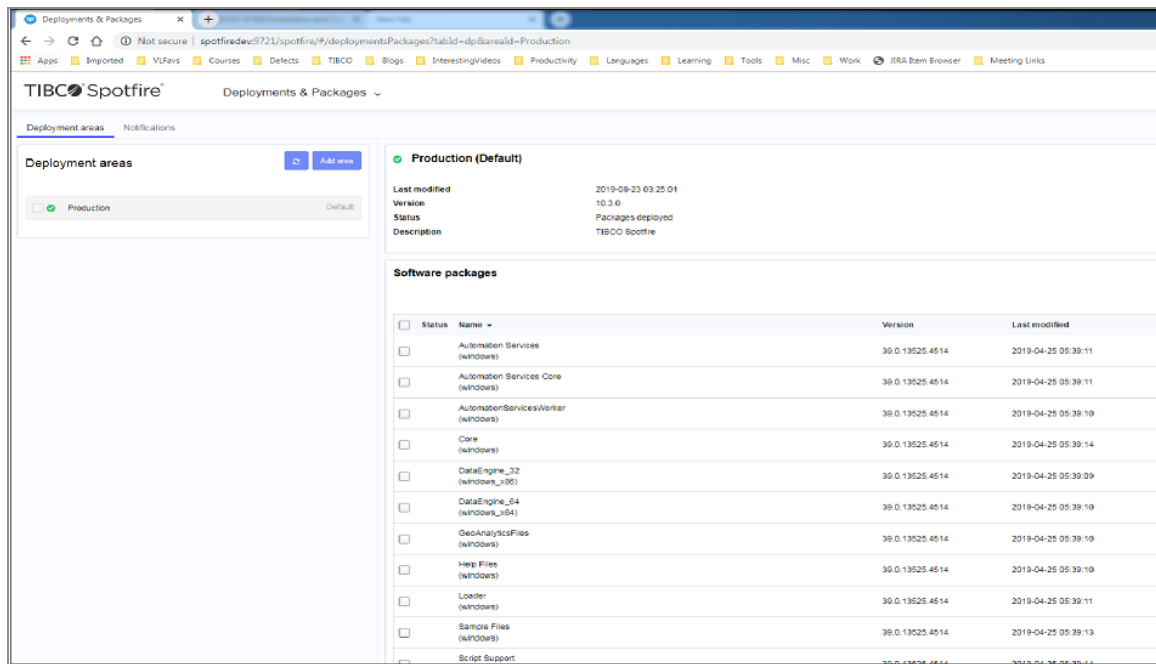 Deployments & Packages
Not secure | spotfiredev:9721/spotfire/#/deploymentsPackages?tabId=dp&areaId=Production
Apps Imported VLFavs Courses Defects TIBCO Blogs InterestingVideos Productivity Languages Learning Tools Misc Work JIRA Item Browser Meeting Links
TIBCO Spotfire® Deployments & Packages
Deployment areas Notifications
Deployment areas Add area
Production Default
Production (Default)
Last modified 2019-08-23 03:25:01
Version 10.3.0
Status Packages deployed
Description TIBCO Spotfire
Software packages
Status Name Version Last modified
Automation Services
(windows) 39.0.13525.4514 2019-04-25 05:39:11
Automation Services Core
(windows) 39.0.13525.4514 2019-04-25 05:39:11
AutomationServicesWorker
(windows) 39.0.13525.4514 2019-04-25 05:39:10
Core
(windows) 39.0.13525.4514 2019-04-25 05:39:14
DataEngine_32
(windows_x86) 39.0.13525.4514 2019-04-25 05:39:09
DataEngine_64
(windows_x64) 39.0.13525.4514 2019-04-25 05:39:10
GeoAnalyticsFiles
(windows) 39.0.13525.4514 2019-04-25 05:39:10
Help Files
(windows) 39.0.13525.4514 2019-04-25 05:39:10
Loader
(windows) 39.0.13525.4514 2019-04-25 05:39:11
Sample Files
(windows) 39.0.13525.4514 2019-04-25 05:39:13
Script Support